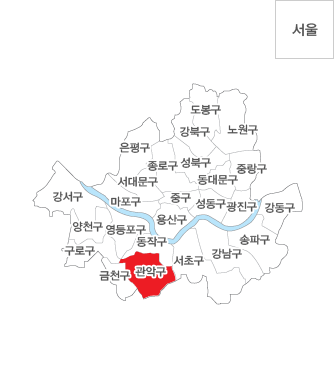 서울
도봉구
강북구
노원구
은평구
종로구
성북구
중랑구
서대문구
동대문구
강서구
마포구
중구
성동구
광진구
강동구
용산구
양천구
영등포구
동작구
송파구
구로구
서초구
강남구
금천구
관악구